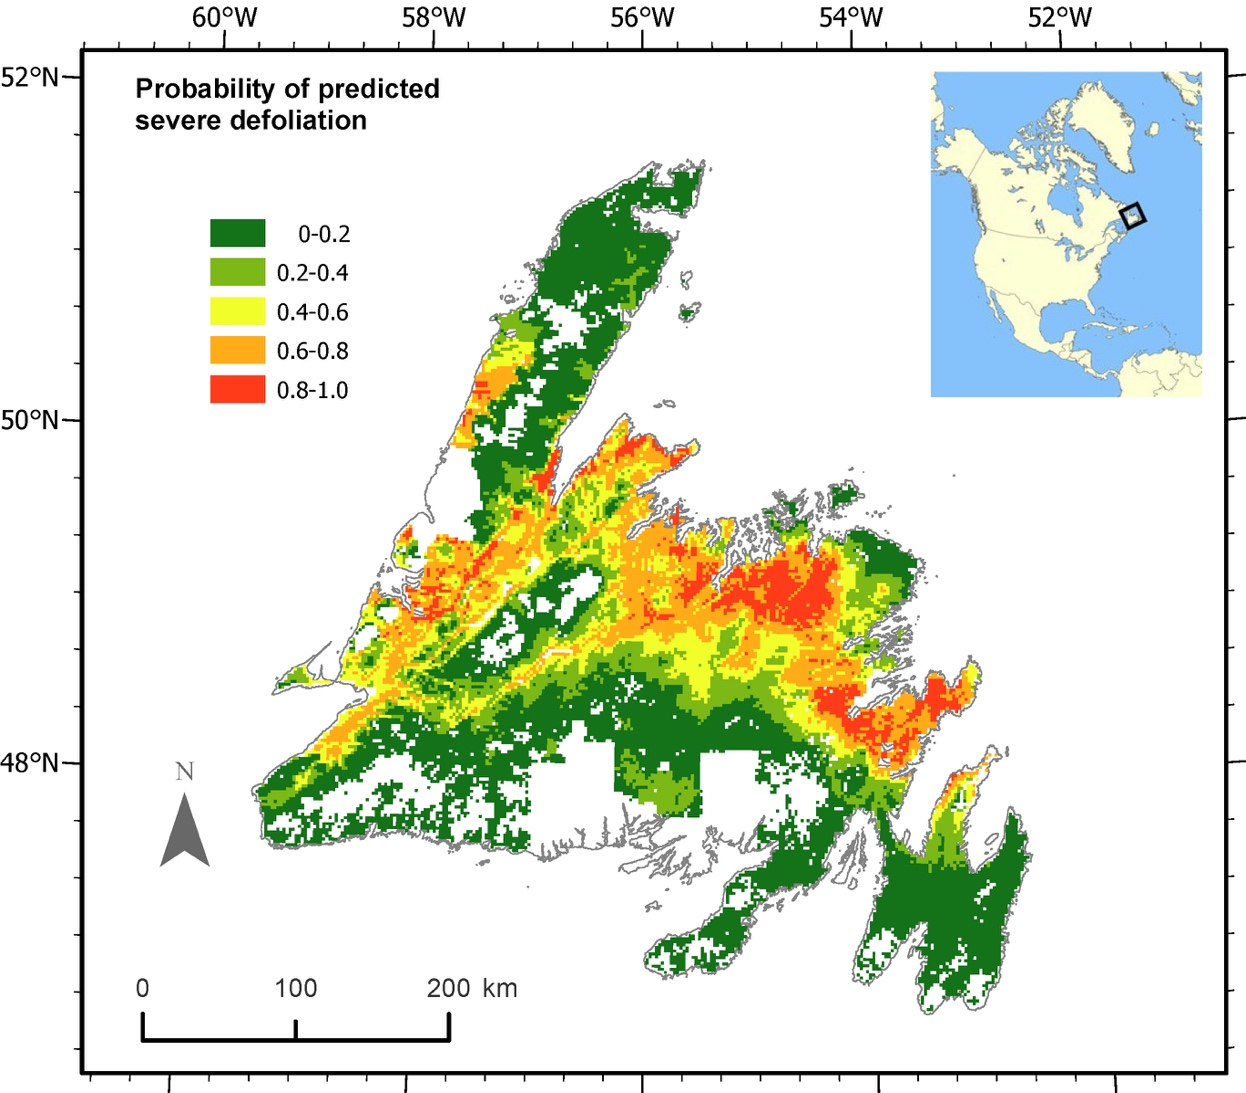 60°W 58°W 56°W 54°W 52°W
52°N
Probability of predicted
severe defoliation
0-0.2
0.2-0.4
0.4-0.6
0.6-0.8
0.8-1.0
50°N
48°N
N
0 100 200 km